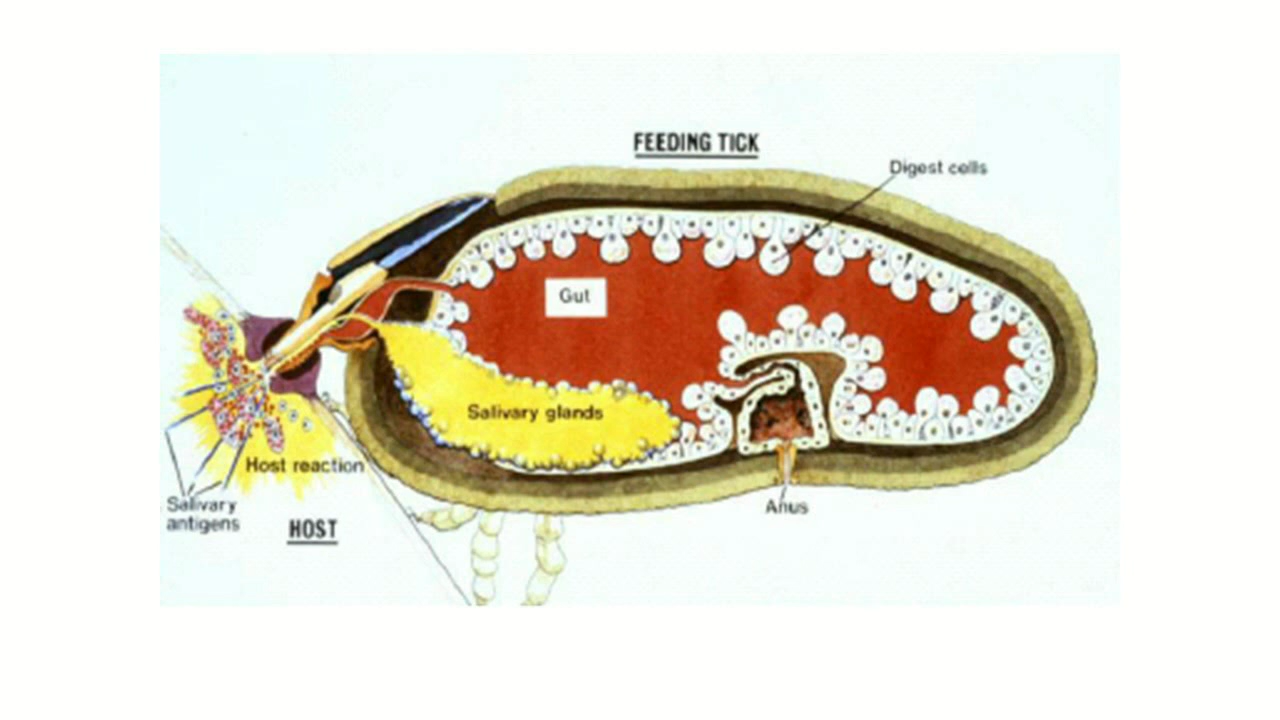 FEEDING TICK
Digest cells
Gut
Salivary glands
Host reaction
Salivary
antigens
HOST
Anus